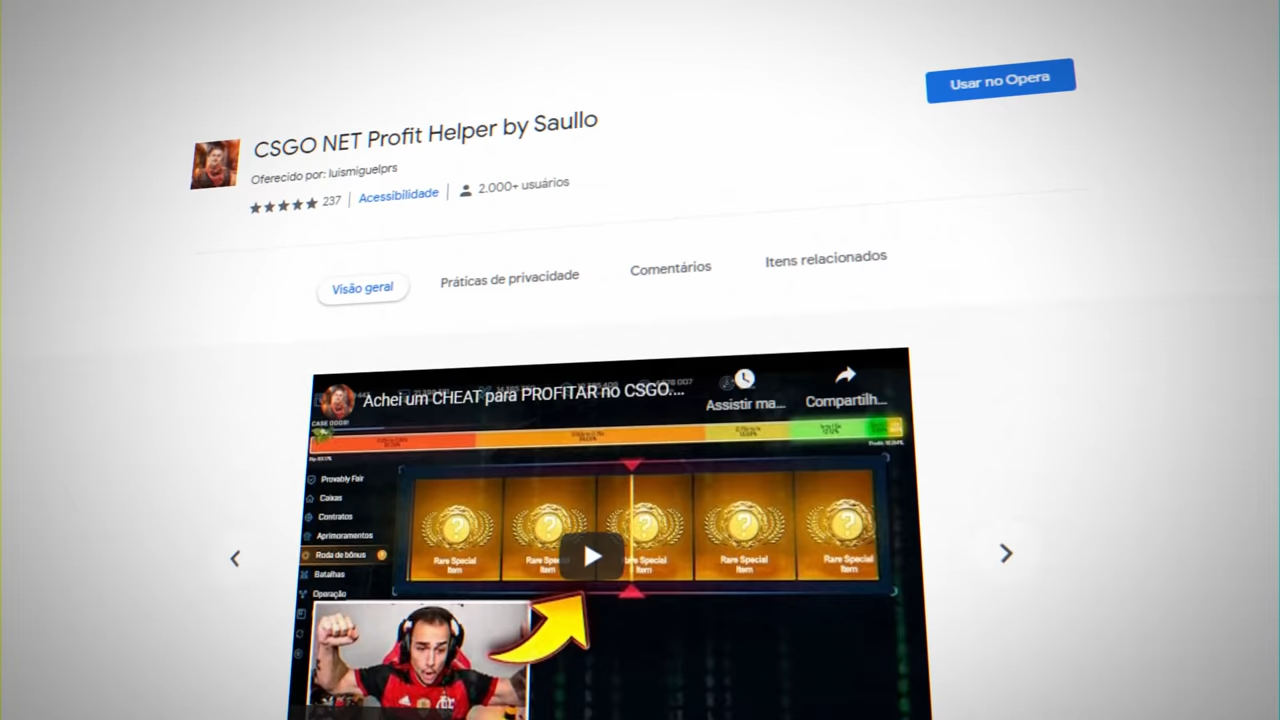 Usar no Opera
CSGO NET Profit Helper by Saullo
Oferecido por: luismiguelprs
237 | Acessibilidade | 2.000+ usuários
Visão geral
Práticas de privacidade
Comentários
Itens relacionados
Achei um CHEAT para PROFITAR no CSGO....
Assistir ma...
Compartilh...
CASE DOOR!
Provably Fair
Caixas
Contratos
Aprimoramentos
Roda de bônus
Batalhas
Operação
Rare Special
Item
Rare Special
Item
Rare Special
Item
Rare Special
Item
Rare Special
Item